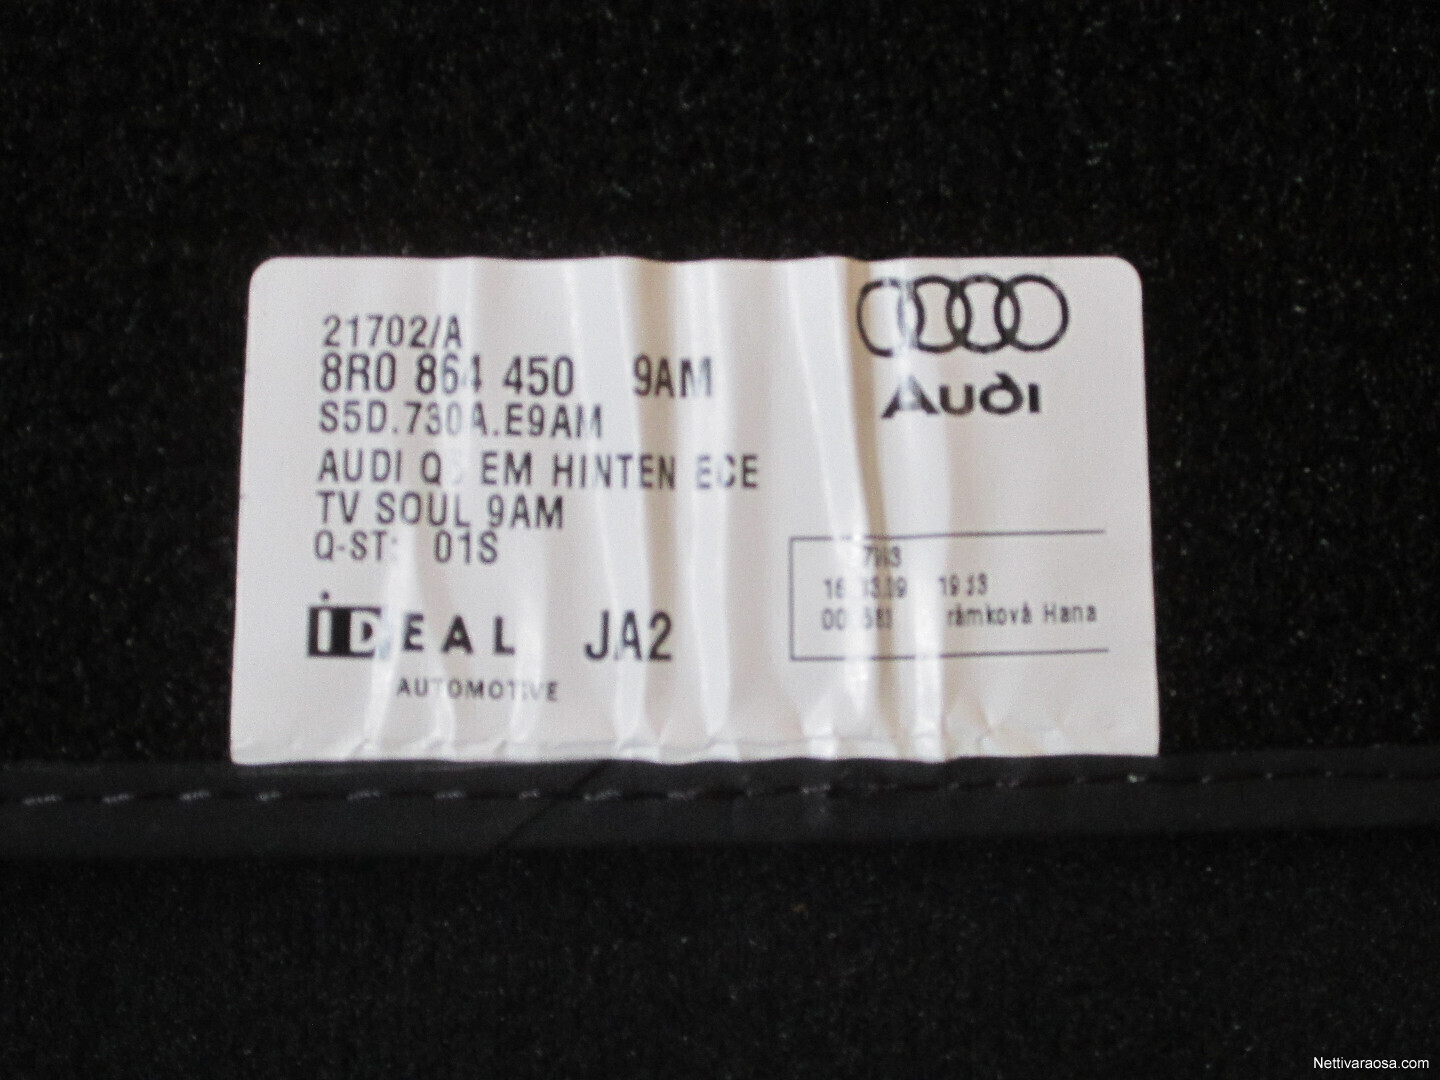 21702/A
8R0 864 450 9AM
S5D.730A.E9AM
AUDI Q5 EM HINTEN ECE
TV SOUL 9AM
Q-ST: 01S
iDEAL JA2
AUTOMOTIVE
Audi
Hana
Nettivaraosa.com